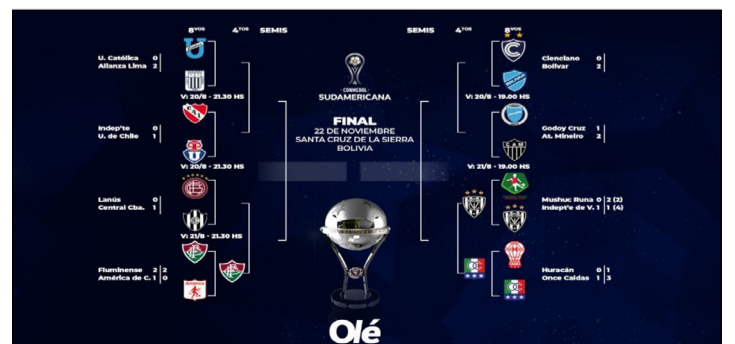 8VOS 4TOS SEMIS
SEMIS 4TOS 8VOS
U. Católica 0
Alianza Lima 2
V: 20/8 - 21.30 HS
Indep'te 0
U. de Chile 1
V: 20/8 - 21.30 HS
Lanús 0
Central Cba. 1
V: 21/8 - 21.30 HS
Fluminense 2 2
América de C. 1 0
CONMEBOL
SUDAMERICANA
FINAL
22 DE NOVIEMBRE
SANTA CRUZ DE LA SIERRA
BOLIVIA
Cienciano 0
Bolívar 2
V: 20/8 - 19.00 HS
Godoy Cruz 1
At. Mineiro 2
V: 21/8 - 19.00 HS
Mushuc Runa 0 2 (2)
Indept'e de V. 1 1 (4)
Huracán 0 1
Once Caldas 1 3
Olé